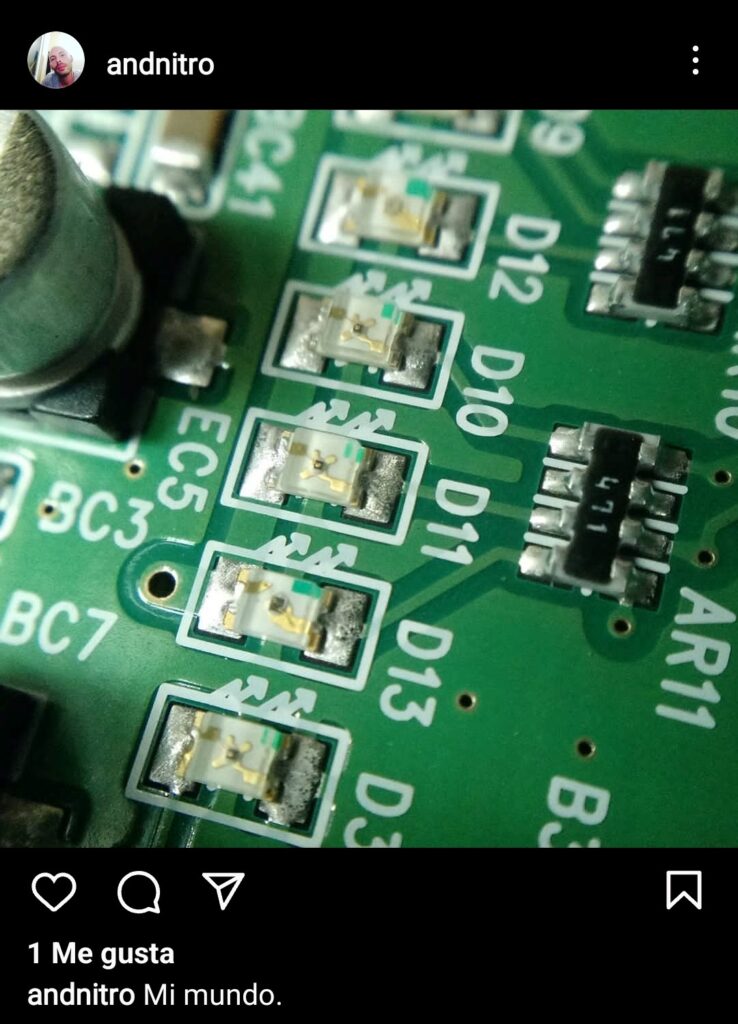 andnitro
D9
BC41
D12
D10
EC5
D11
471
471
BC3
BC7
D13
AR11
D3
B3
1 Me gusta
andnitro Mi mundo.